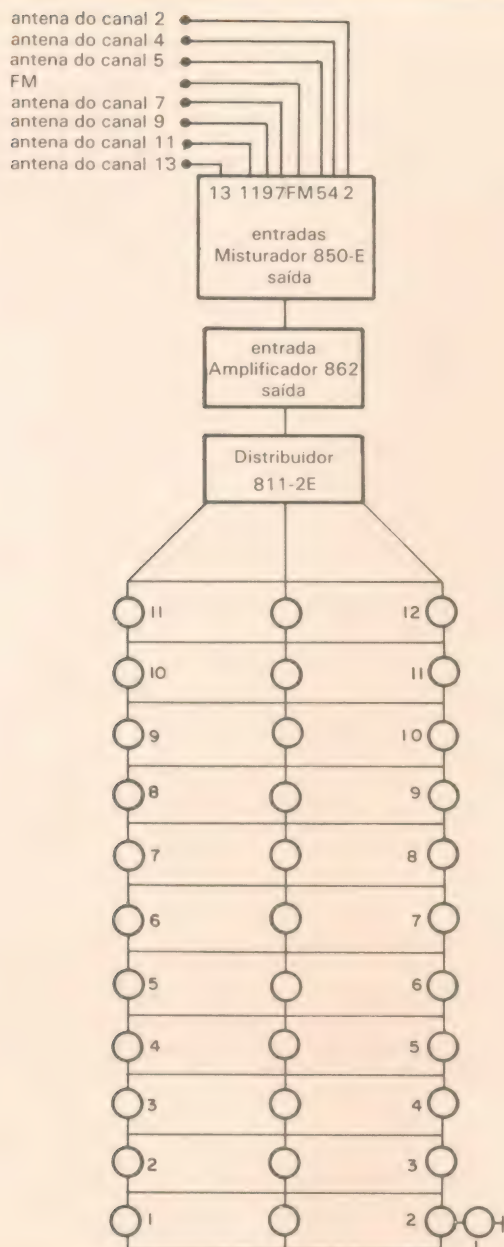 antena do canal 2
antena do canal 4
antena do canal 5
FM
antena do canal 7
antena do canal 9
antena do canal 11
antena do canal 13
13 11 9 7 FM 5 4 2
entradas
Misturador 850-E
saída
entrada
Amplificador 862
saída
Distribuidor
811-2E
11 12
10 11
9 10
8 9
7 8
6 7
5 6
4 5
3 4
2 3
1 2